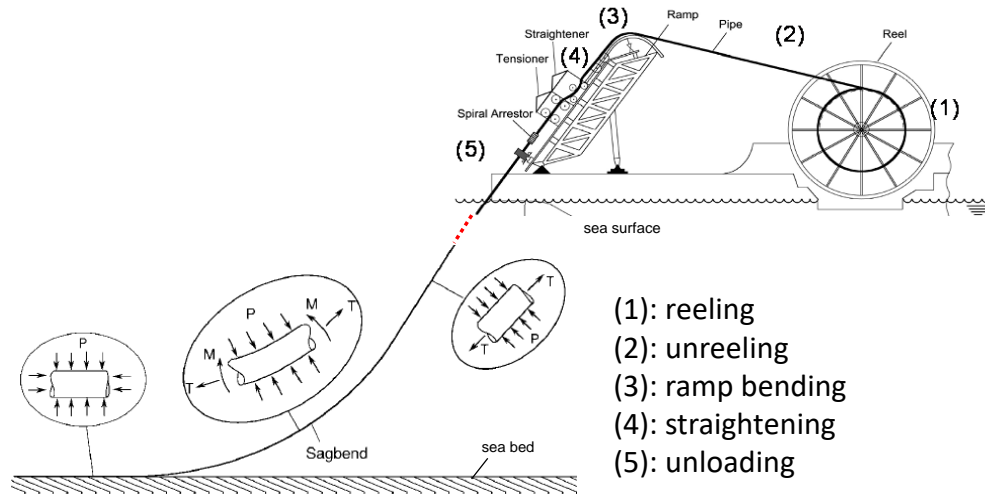 (3)
Ramp
Straightener
Pipe
(2)
(4)
Reel
Tensioner
(1)
Spiral Arrestor
(5)
sea surface
T
P
T
P
M
T
M
T
P
(1): reeling
(2): unreeling
(3): ramp bending
(4): straightening
(5): unloading
Sagbend
sea bed